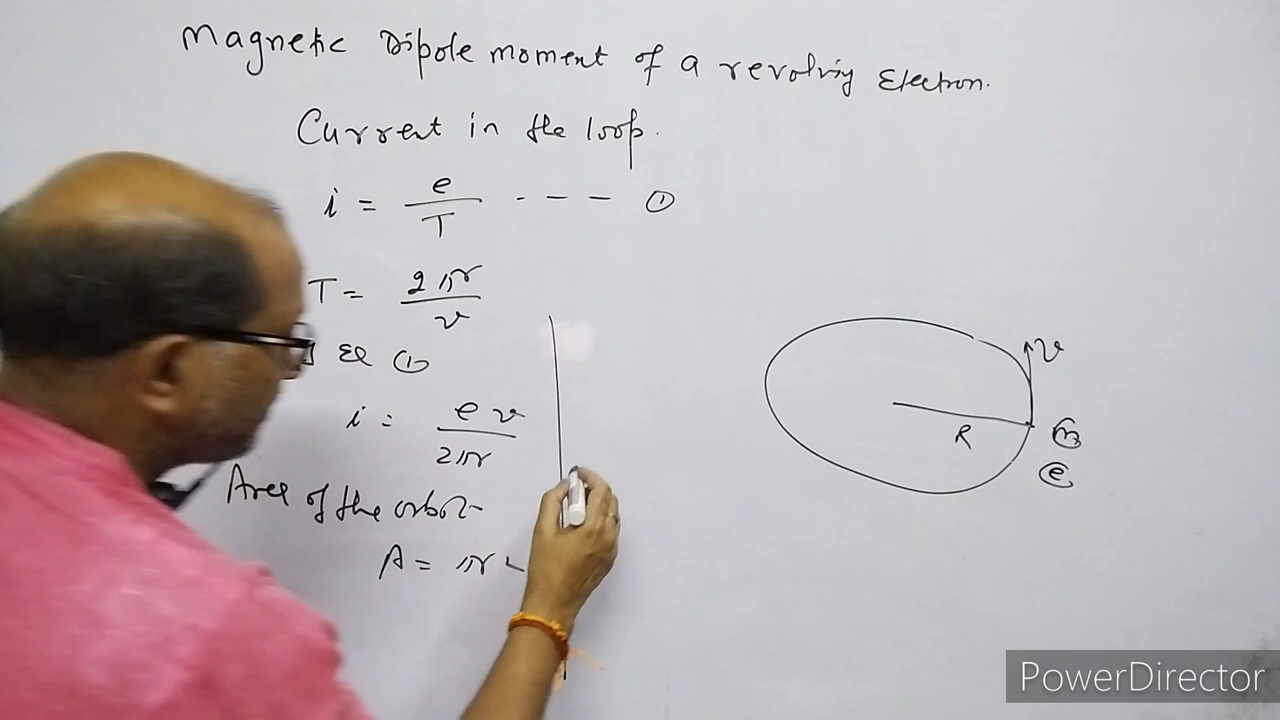 Magnetic Dipole moment of a revolving Electron.
Current in the loop.
i = e/T ---- ①
T = 2πr/v
Eq ①
i = ev/2πr
Area of the orbit
A = πr²
v
R
m
e
PowerDirector